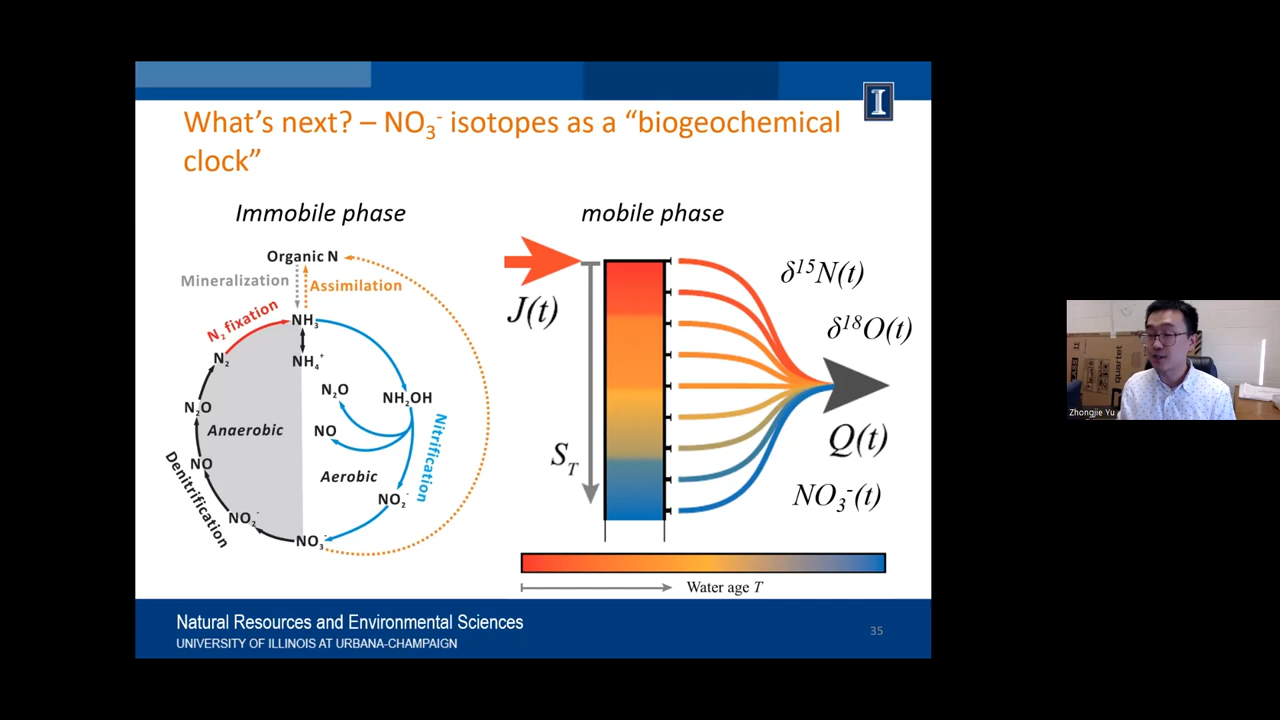 What's next? – NO₃⁻ isotopes as a “biogeochemical
clock”
Immobile phase
mobile phase
Organic N
Mineralization
Assimilation
N₂ fixation
NH₃
N₂
NH₄⁺
N₂O
NH₂OH
N₂O
NO
Anaerobic
Aerobic
Nitrification
NO
Denitrification
NO₂⁻
NO₂⁻
NO₃⁻
J(t)
S_T
δ¹⁵N(t)
δ¹⁸O(t)
Q(t)
NO₃⁻(t)
Water age T
Natural Resources and Environmental Sciences
UNIVERSITY OF ILLINOIS AT URBANA-CHAMPAIGN
35
I
Zhongjie Yu
quartet